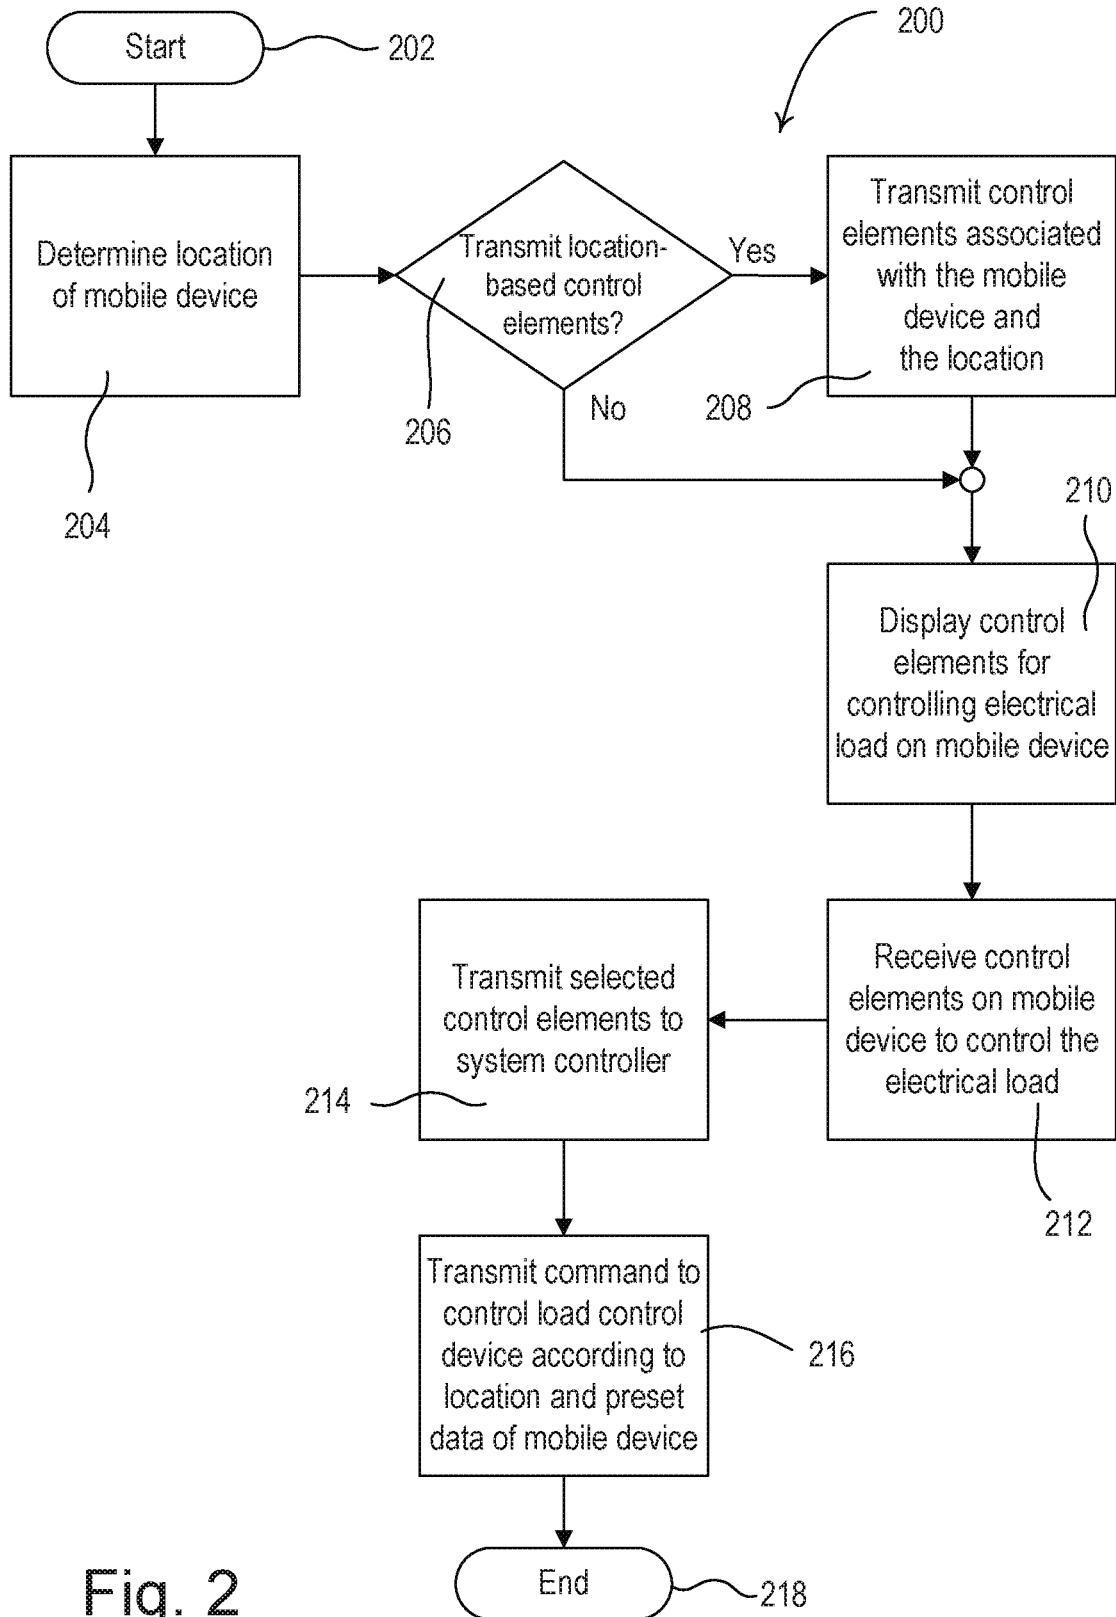 200
Start
202
Determine location
of mobile device
204
Transmit location-
based control
elements?
206
Yes
No
Transmit control
elements associated
with the mobile
device and
the location
208
210
Display control
elements for
controlling electrical
load on mobile device
Receive control
elements on mobile
device to control the
electrical load
212
Transmit selected
control elements to
system controller
214
Transmit command to
control load control
device according to
location and preset
data of mobile device
216
End
218
Fig. 2